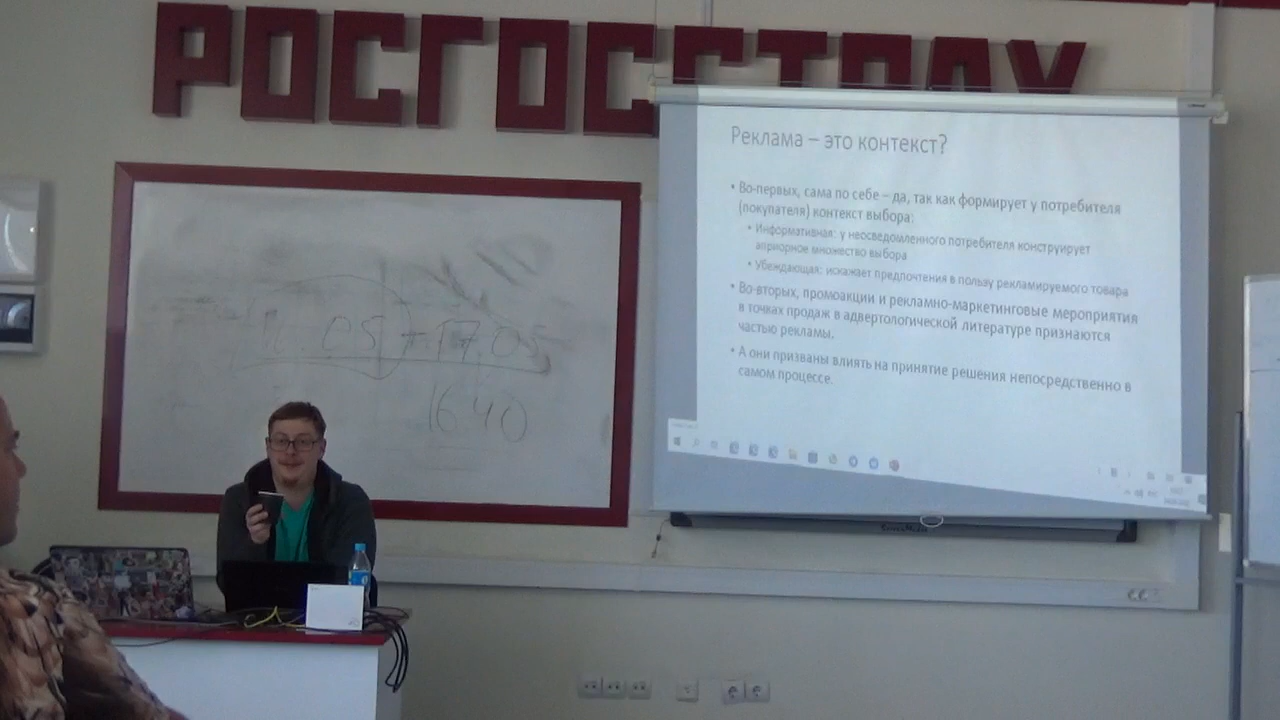 РОСГОССТРАХ
Реклама – это контекст?
• Во-первых, сама по себе – да, так как формирует у потребителя
(покупателя) контекст выбора:
• Информативная: у неосведомленного потребителя конструирует
априорное множество выбора
• Убеждающая: искажает предпочтения в пользу рекламируемого товара
• Во-вторых, промоакции и рекламно-маркетинговые мероприятия
в точках продаж в адвертологической литературе признаются
частью рекламы.
• А они призваны влиять на принятие решения непосредственно в
самом процессе.
17 05
16 40